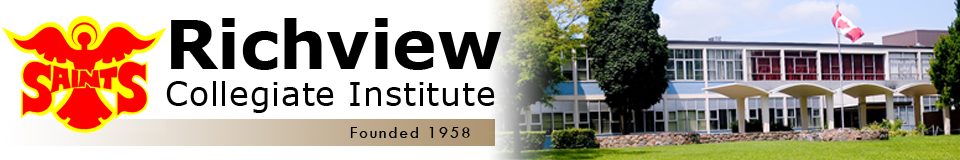 SAINTS
Richview
Collegiate Institute
Founded 1958